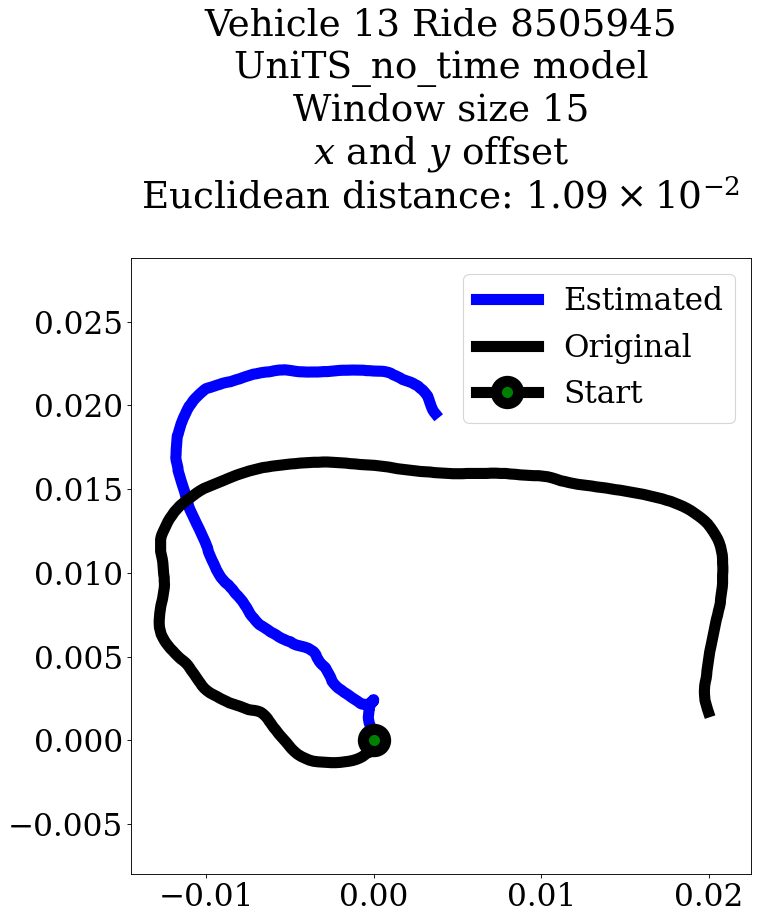 Vehicle 13 Ride 8505945
UniTS_no_time model
Window size 15
x and y offset
Euclidean distance: 1.09 × 10⁻²
Estimated
Original
Start
0.025
0.020
0.015
0.010
0.005
0.000
−0.005
−0.01 0.00 0.01 0.02